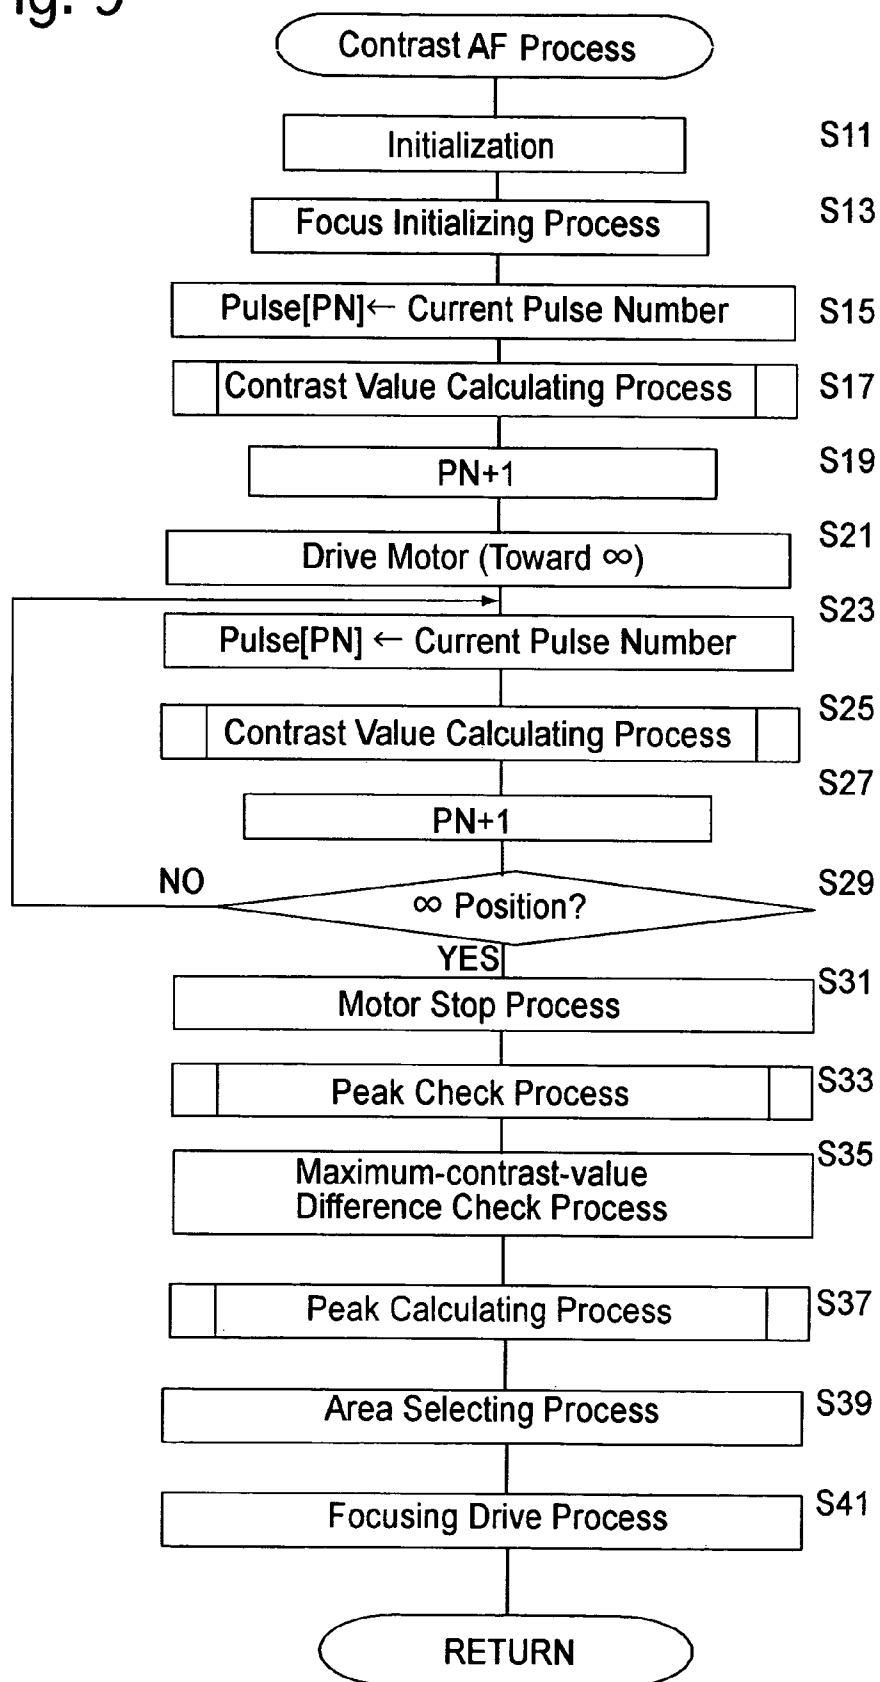 Contrast AF Process
Initialization
S11
Focus Initializing Process
S13
Pulse[PN]← Current Pulse Number
S15
Contrast Value Calculating Process
S17
PN+1
S19
Drive Motor (Toward ∞)
S21
Pulse[PN] ← Current Pulse Number
S23
Contrast Value Calculating Process
S25
PN+1
S27
NO
∞ Position?
S29
YES
Motor Stop Process
S31
Peak Check Process
S33
Maximum-contrast-value
Difference Check Process
S35
Peak Calculating Process
S37
Area Selecting Process
S39
Focusing Drive Process
S41
RETURN